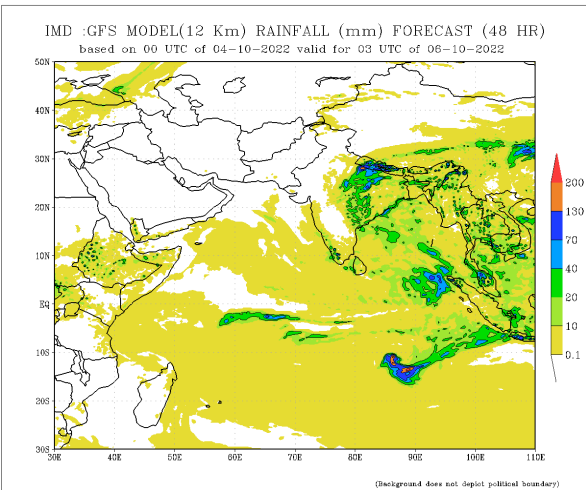 IMD :GFS MODEL(12 Km) RAINFALL (mm) FORECAST (48 HR)
based on 00 UTC of 04-10-2022 valid for 03 UTC of 06-10-2022
50N
40N
30N
20N
10N
EQ
10S
20S
30S
30E 40E 50E 60E 70E 80E 90E 100E 110E
200
130
70
40
20
10
0.1
(Background does not depict political boundary)